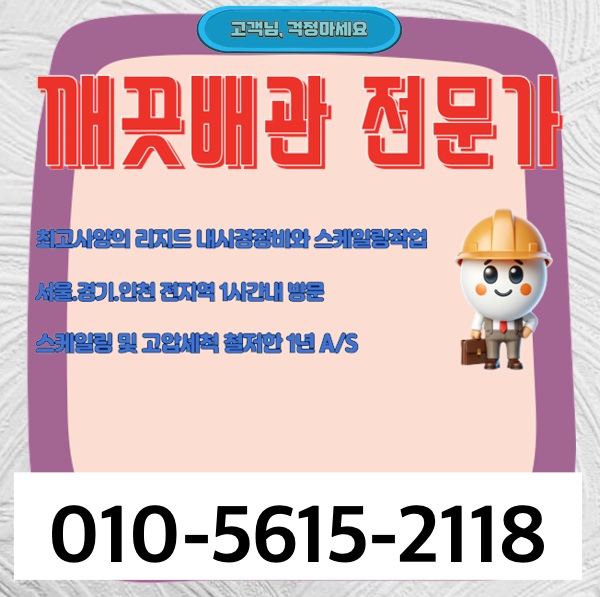 고객님, 걱정마세요
깨끗배관 전문가
최고사양의 리지드 내시경장비와 스케일링작업
서울.경기.인천 전지역 1시간내 방문
스케일링 및 고압세척 철저한 1년 A/S
010-5615-2118